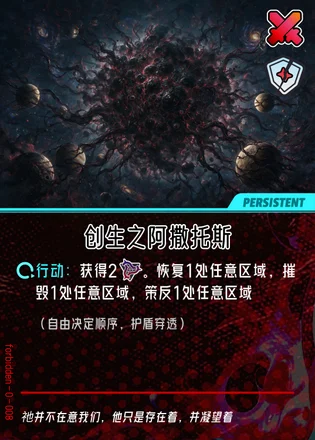 PERSISTENT
创生之阿撒托斯
行动：获得2。恢复1处任意区域，摧
毁1处任意区域，策反1处任意区域
（自由决定顺序，护盾穿透）
祂并不在意我们，他只是存在着，并凝望着
forbidden-0-008